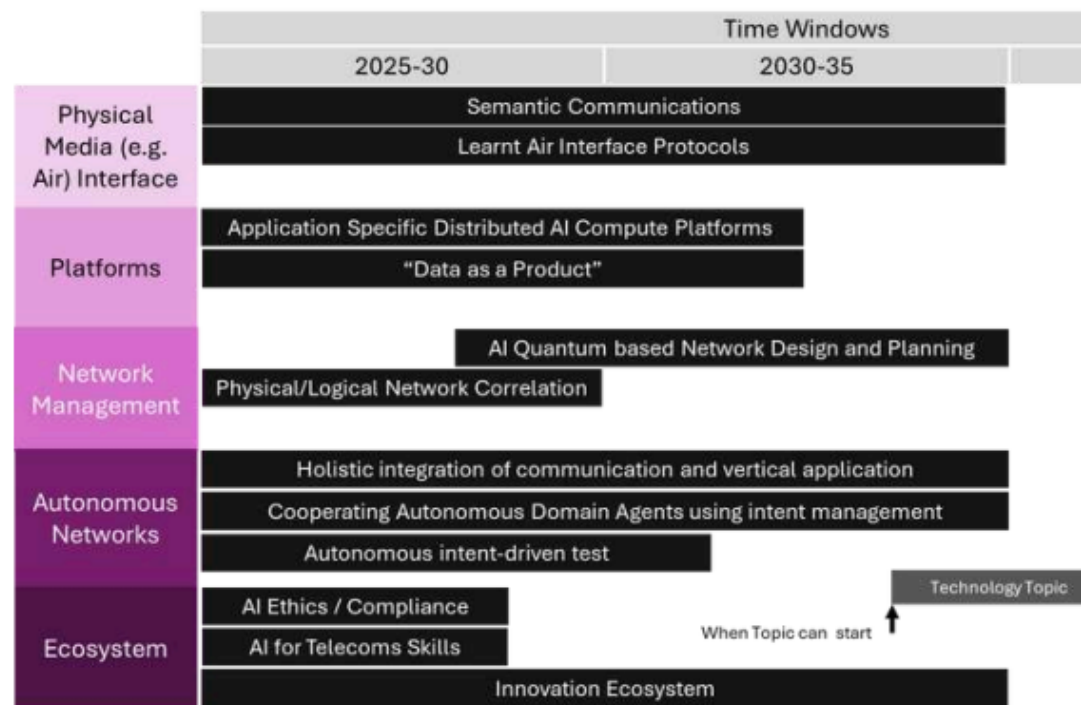 Time Windows
2025-30
2030-35
Physical
Media (e.g.
Air) Interface
Semantic Communications
Learnt Air Interface Protocols
Platforms
Application Specific Distributed AI Compute Platforms
“Data as a Product”
Network
Management
AI Quantum based Network Design and Planning
Physical/Logical Network Correlation
Autonomous
Networks
Holistic integration of communication and vertical application
Cooperating Autonomous Domain Agents using intent management
Autonomous intent-driven test
Technology Topic
When Topic can start
Ecosystem
AI Ethics / Compliance
AI for Telecoms Skills
Innovation Ecosystem